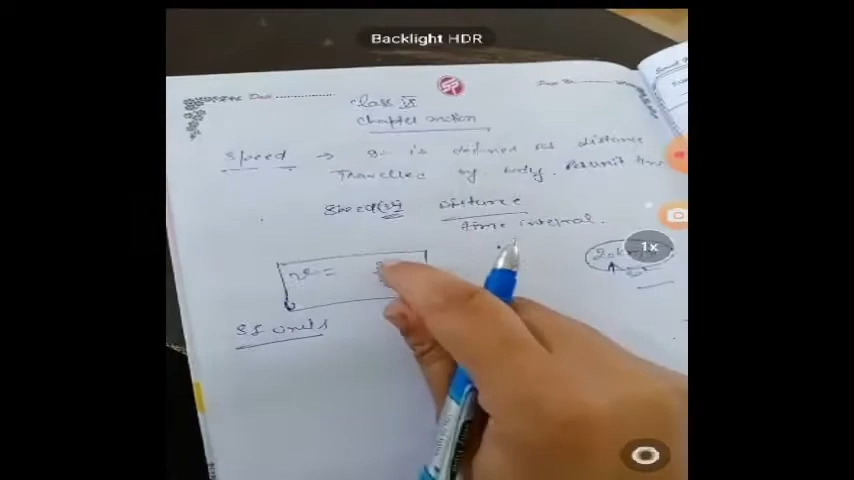 Backlight HDR
Class IX
Chapter motion
Speed → It is defined as distance
Travelled by body. Per unit time
Speed(v) Distance
time interval.
20km/h
1x
v =
SI units